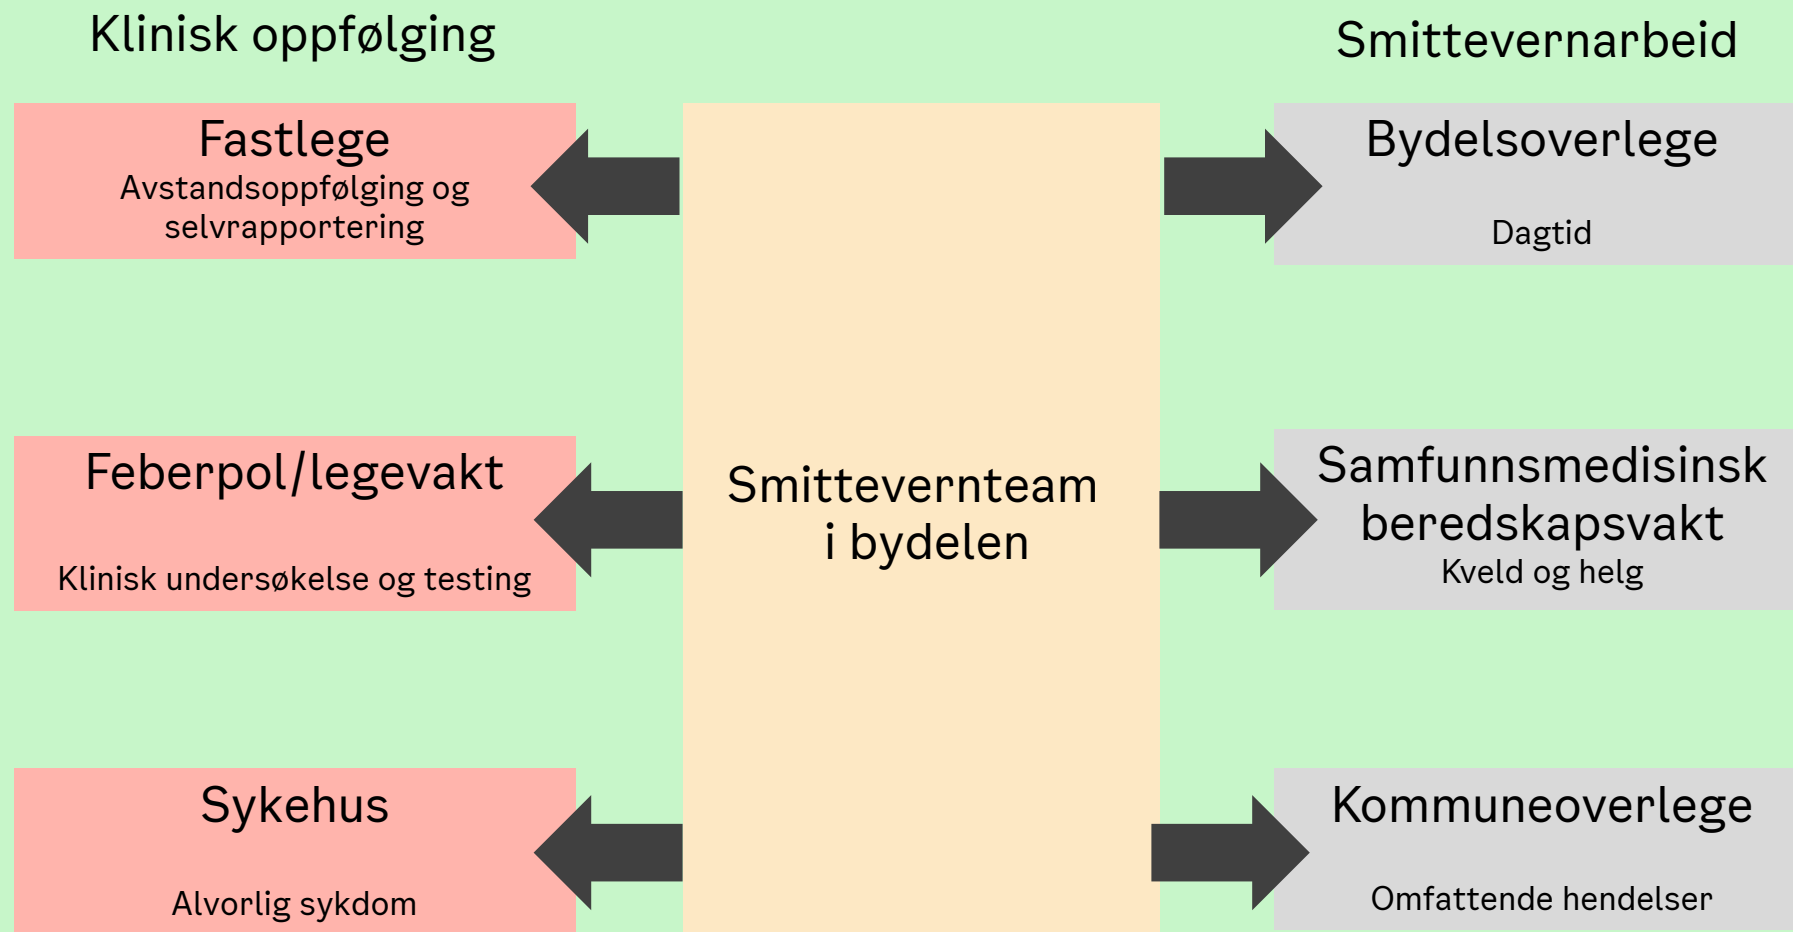 Klinisk oppfølging
Smittevernarbeid
Fastlege
Avstandsoppfølging og
selvrapportering
Bydelsoverlege
Dagtid
Feberpol/legevakt
Klinisk undersøkelse og testing
Smittevernteam
i bydelen
Samfunnsmedisinsk
beredskapsvakt
Kveld og helg
Sykehus
Alvorlig sykdom
Kommuneoverlege
Omfattende hendelser